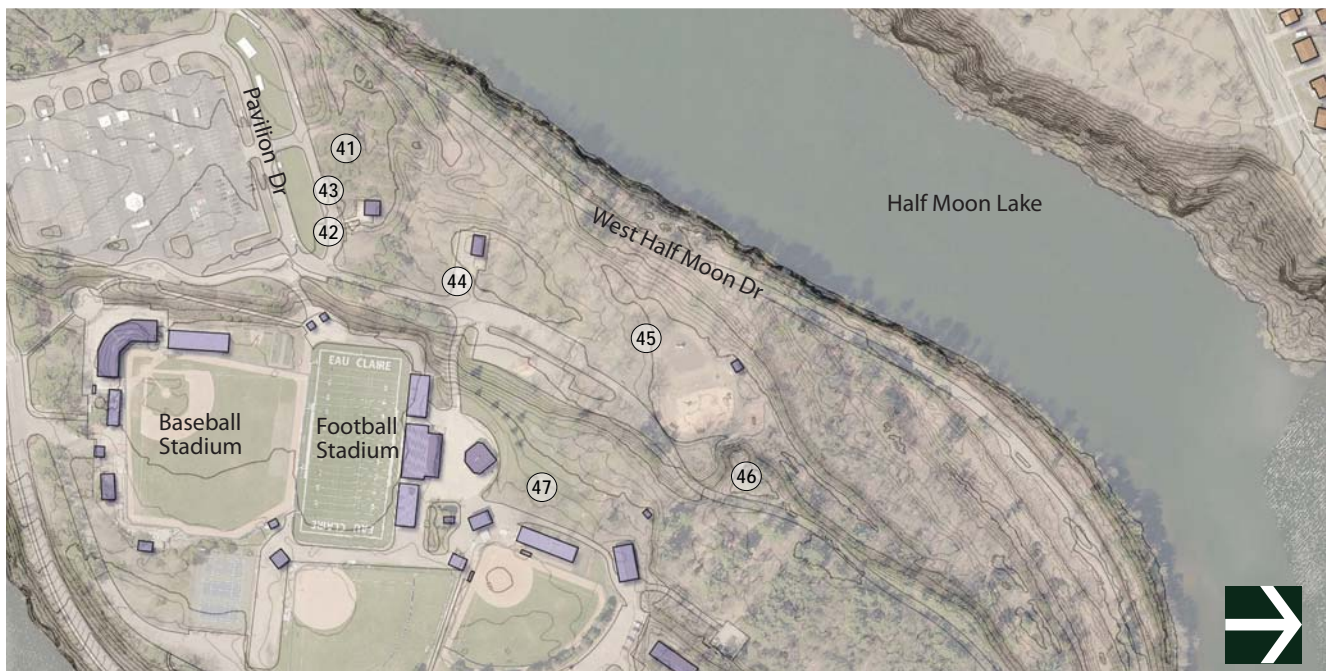 Pavilion Dr
41
43
42
44
West Half Moon Dr
Half Moon Lake
45
46
47
Baseball
Stadium
Football
Stadium
EAU CLAIRE
EAU CLAIRE